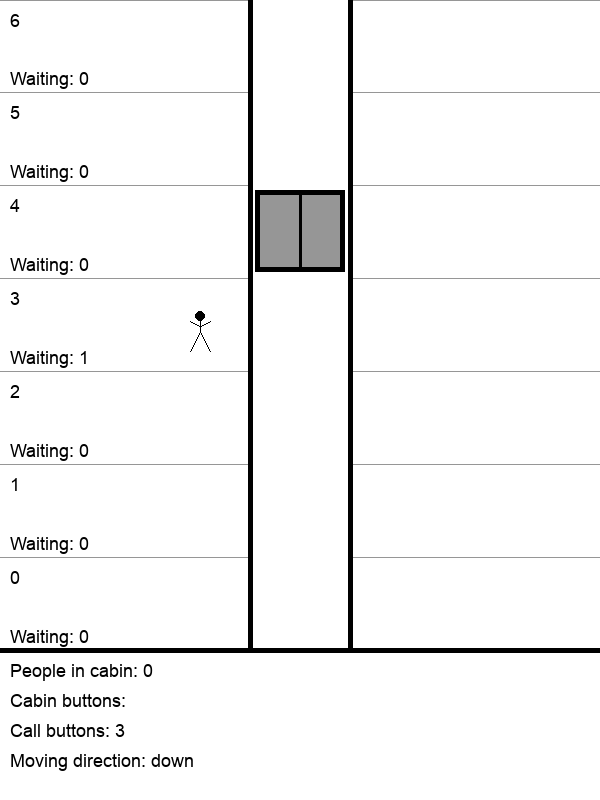 6
Waiting: 0
5
Waiting: 0
4
Waiting: 0
3
Waiting: 1
2
Waiting: 0
1
Waiting: 0
0
Waiting: 0
People in cabin: 0
Cabin buttons:
Call buttons: 3
Moving direction: down